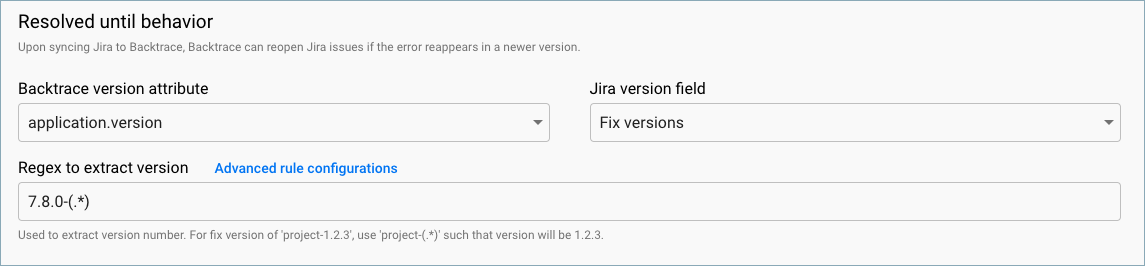 Resolved until behavior
Upon syncing Jira to Backtrace, Backtrace can reopen Jira issues if the error reappears in a newer version.
Backtrace version attribute
Jira version field
application.version
Fix versions
Regex to extract version
Advanced rule configurations
7.8.0-(.*)
Used to extract version number. For fix version of 'project-1.2.3', use 'project-(.*)' such that version will be 1.2.3.